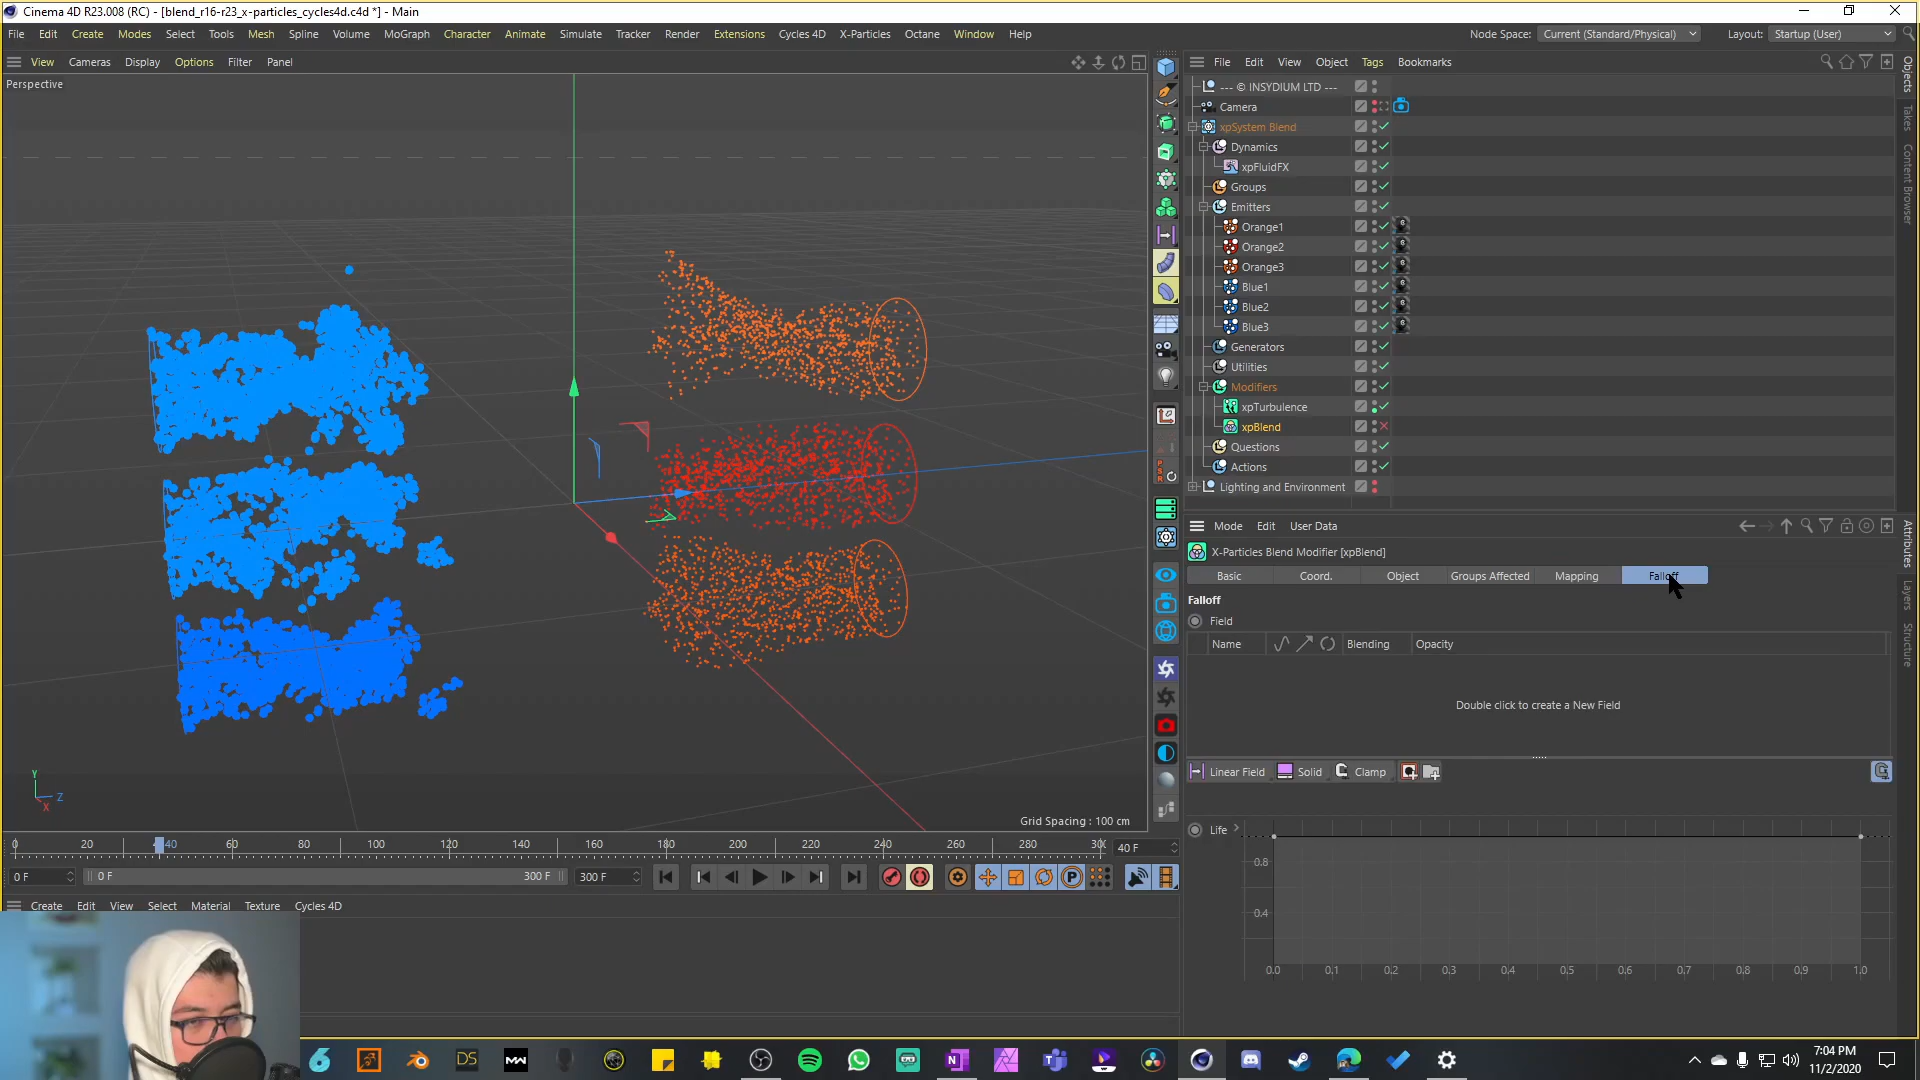 Cinema 4D R23.008 (RC) - [blend_r16-r23_x-particles_cycles4d.c4d *] - Main
File Edit Create Modes Select Tools Mesh Spline Volume MoGraph Character Animate Simulate Tracker Render Extensions Cycles 4D X-Particles Octane Window Help
Node Space: Current (Standard/Physical) Layout: Startup (User)
View Cameras Display Options Filter Panel
Perspective
File Edit View Object Tags Bookmarks
--- © INSYDIUM LTD ---
Camera
xpSystem Blend
Dynamics
xpFluidFX
Groups
Emitters
Orange1
Orange2
Orange3
Blue1
Blue2
Blue3
Generators
Utilities
Modifiers
xpTurbulence
xpBlend
Questions
Actions
Lighting and Environment
Objects
Takes
Content Browser
Mode Edit User Data
X-Particles Blend Modifier [xpBlend]
Basic Coord. Object Groups Affected Mapping Falloff
Falloff
Field
Name Blending Opacity
Double click to create a New Field
Linear Field Solid Clamp
Life
0.8
0.4
0.0 0.1 0.2 0.3 0.4 0.5 0.6 0.7 0.8 0.9 1.0
Attributes
Layers
Structure
Y
Z
X
Grid Spacing : 100 cm
0 20 40 60 80 100 120 140 160 180 200 220 240 260 280 300 40 F
0 F 0 F 300 F 300 F
Create Edit View Select Material Texture Cycles 4D
7:04 PM
11/2/2020